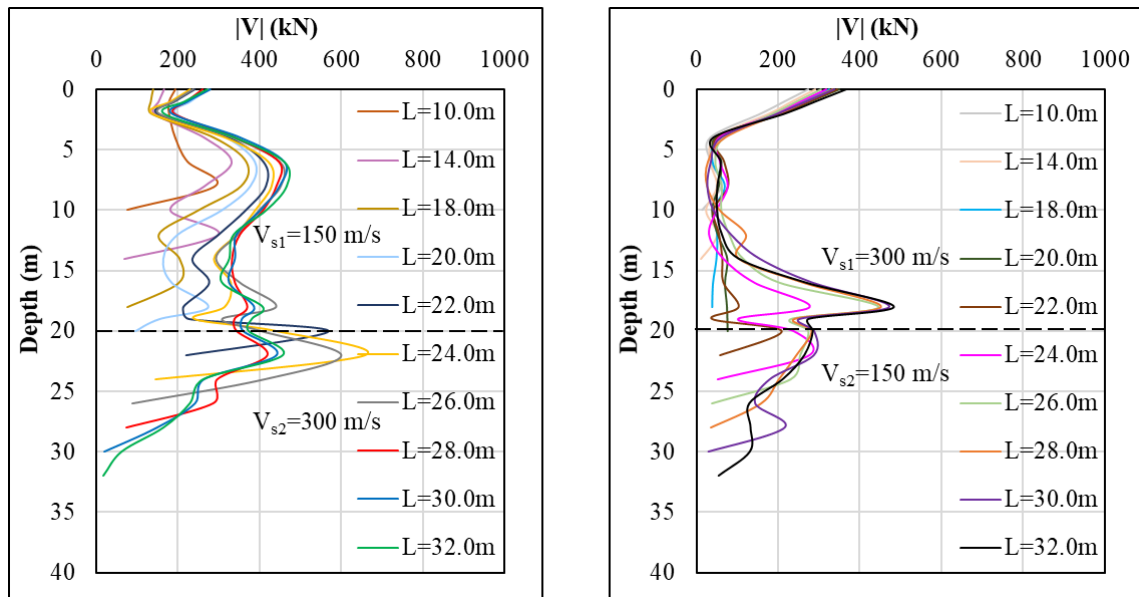 |V| (kN)
0 200 400 600 800 1000
Depth (m)
0
5
10
15
20
25
30
35
40
V_s1=150 m/s
V_s2=300 m/s
L=10.0m
L=14.0m
L=18.0m
L=20.0m
L=22.0m
L=24.0m
L=26.0m
L=28.0m
L=30.0m
L=32.0m
|V| (kN)
0 200 400 600 800 1000
Depth (m)
0
5
10
15
20
25
30
35
40
V_s1=300 m/s
V_s2=150 m/s
L=10.0m
L=14.0m
L=18.0m
L=20.0m
L=22.0m
L=24.0m
L=26.0m
L=28.0m
L=30.0m
L=32.0m